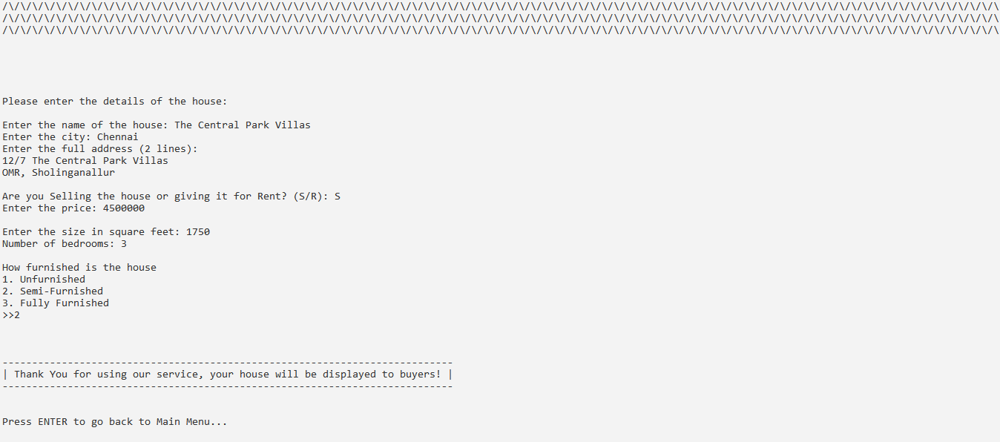 /\/\/\/\/\/\/\/\/\/\/\/\/\/\/\/\/\/\/\/\/\/\/\/\/\/\/\/\/\/\/\/\/\/\/\/\/\/\/\/\/\/\/\/\/\/\/\/\/\/\/\/\/\/\/\/\/\/\/\/\/\/\/\/\/\/\/\/\/\/\/\/\/\/\/\/\/\/\/\/\/\/\/\/\/\
/\/\/\/\/\/\/\/\/\/\/\/\/\/\/\/\/\/\/\/\/\/\/\/\/\/\/\/\/\/\/\/\/\/\/\/\/\/\/\/\/\/\/\/\/\/\/\/\/\/\/\/\/\/\/\/\/\/\/\/\/\/\/\/\/\/\/\/\/\/\/\/\/\/\/\/\/\/\/\/\/\/\/\/\/\
/\/\/\/\/\/\/\/\/\/\/\/\/\/\/\/\/\/\/\/\/\/\/\/\/\/\/\/\/\/\/\/\/\/\/\/\/\/\/\/\/\/\/\/\/\/\/\/\/\/\/\/\/\/\/\/\/\/\/\/\/\/\/\/\/\/\/\/\/\/\/\/\/\/\/\/\/\/\/\/\/\/\/\/\/\
Please enter the details of the house:
Enter the name of the house: The Central Park Villas
Enter the city: Chennai
Enter the full address (2 lines):
12/7 The Central Park Villas
OMR, Sholinganallur
Are you Selling the house or giving it for Rent? (S/R): S
Enter the price: 4500000
Enter the size in square feet: 1750
Number of bedrooms: 3
How furnished is the house
1. Unfurnished
2. Semi-Furnished
3. Fully Furnished
>>2
----------------------------------------------------------------------------
| Thank You for using our service, your house will be displayed to buyers! |
----------------------------------------------------------------------------
Press ENTER to go back to Main Menu...